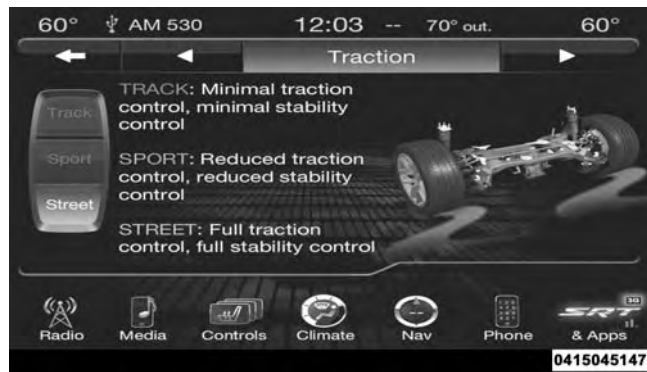 60° AM 530 12:03 -- 70° out. 60°
Traction
Track
Sport
Street
TRACK: Minimal traction
control, minimal stability
control
SPORT: Reduced traction
control, reduced stability
control
STREET: Full traction
control, full stability control
Radio
Media
Controls
Climate
Nav
Phone
3G
SRT
& Apps
0415045147